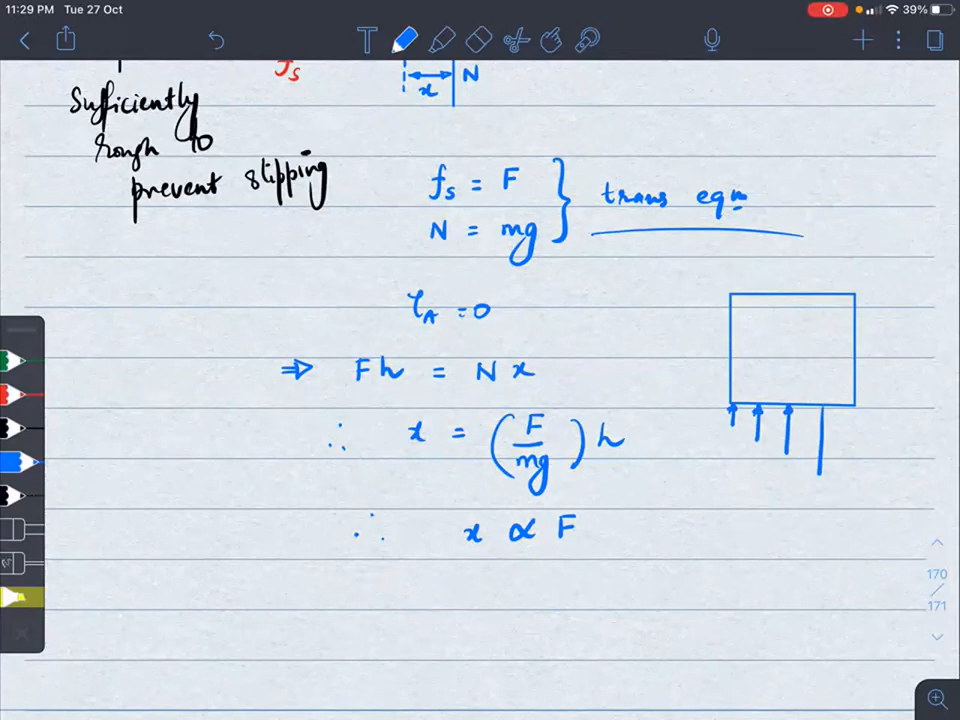 11:29 PM Tue 27 Oct
39%
T
x N
Sufficiently
rough to
prevent slipping
fs = F
N = mg
trans eqm
τA = 0
⇒ Fh = Nx
∴ x = (F/mg) h
∴ x ∝ F
170
/
171